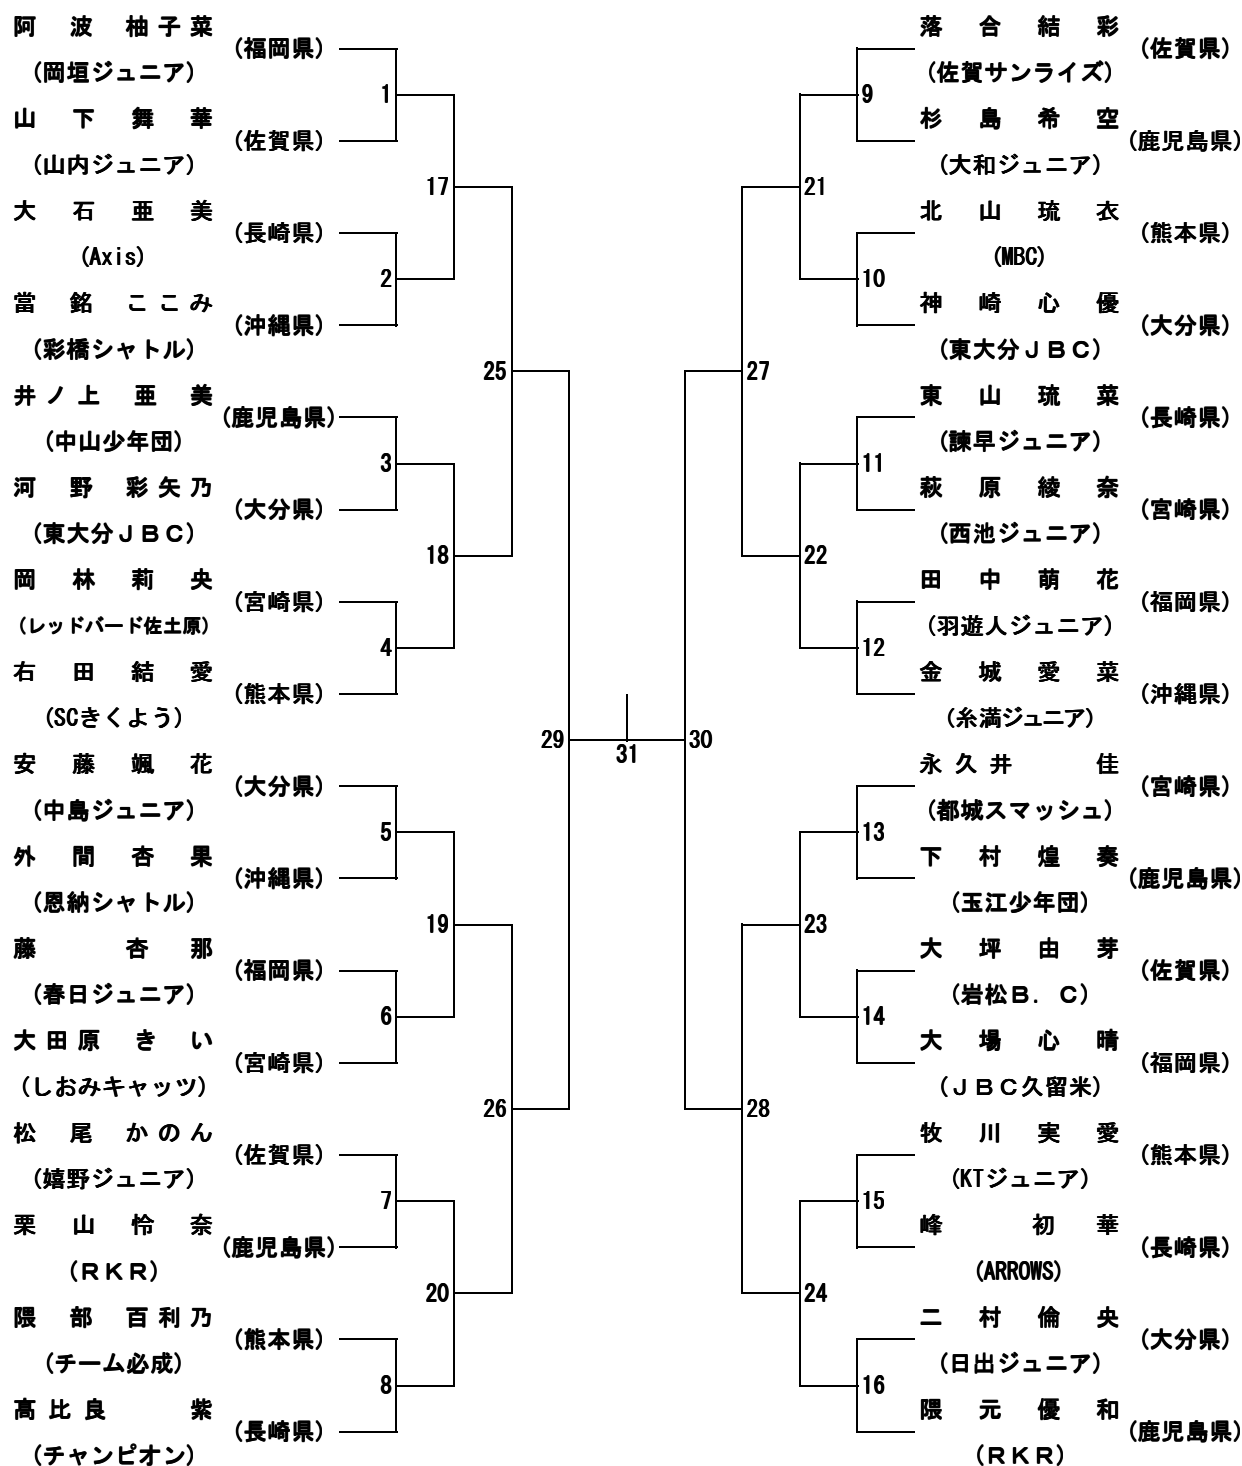 阿波柚子菜 (福岡県)
(岡垣ジュニア)
1
山下舞華 (佐賀県)
(山内ジュニア)
17
大石亜美 (長崎県)
(Axis)
2
當銘ここみ (沖縄県)
(彩橋シャトル)
25
井ノ上亜美 (鹿児島県)
(中山少年団)
3
河野彩矢乃 (大分県)
(東大分ＪＢＣ)
18
岡林莉央 (宮崎県)
(レッドバード佐土原)
4
右田結愛 (熊本県)
(SCきくよう)
29
安藤颯花 (大分県)
(中島ジュニア)
5
外間杏果 (沖縄県)
(恩納シャトル)
19
藤杏那 (福岡県)
(春日ジュニア)
6
大田原きい (宮崎県)
(しおみキャッツ)
26
松尾かのん (佐賀県)
(嬉野ジュニア)
7
栗山怜奈 (鹿児島県)
(ＲＫＲ)
20
隈部百利乃 (熊本県)
(チーム必成)
8
髙比良紫 (長崎県)
(チャンピオン)
31
落合結彩 (佐賀県)
(佐賀サンライズ)
9
杉島希空 (鹿児島県)
(大和ジュニア)
21
北山琉衣 (熊本県)
(MBC)
10
神崎心優 (大分県)
(東大分ＪＢＣ)
27
東山琉菜 (長崎県)
(諫早ジュニア)
11
萩原綾奈 (宮崎県)
(西池ジュニア)
22
田中萌花 (福岡県)
(羽遊人ジュニア)
12
金城愛菜 (沖縄県)
(糸満ジュニア)
30
永久井佳 (宮崎県)
(都城スマッシュ)
13
下村煌奏 (鹿児島県)
(玉江少年団)
23
大坪由芽 (佐賀県)
(岩松Ｂ．Ｃ)
14
大場心晴 (福岡県)
(ＪＢＣ久留米)
28
牧川実愛 (熊本県)
(KTジュニア)
15
峰初華 (長崎県)
(ARROWS)
24
二村倫央 (大分県)
(日出ジュニア)
16
隈元優和 (鹿児島県)
(ＲＫＲ)